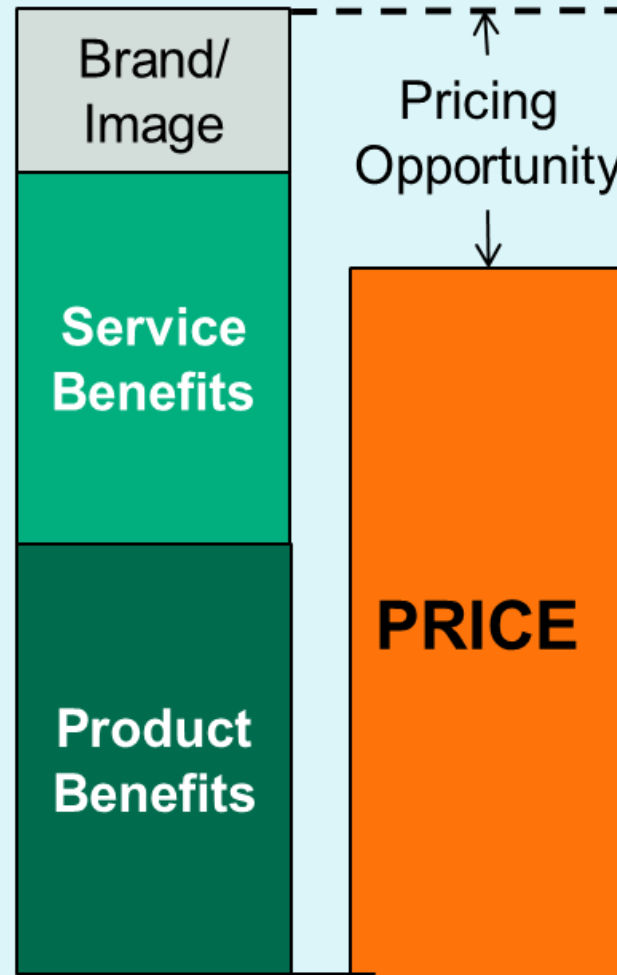 Brand/
Image
Pricing
Opportunity
Service
Benefits
PRICE
Product
Benefits